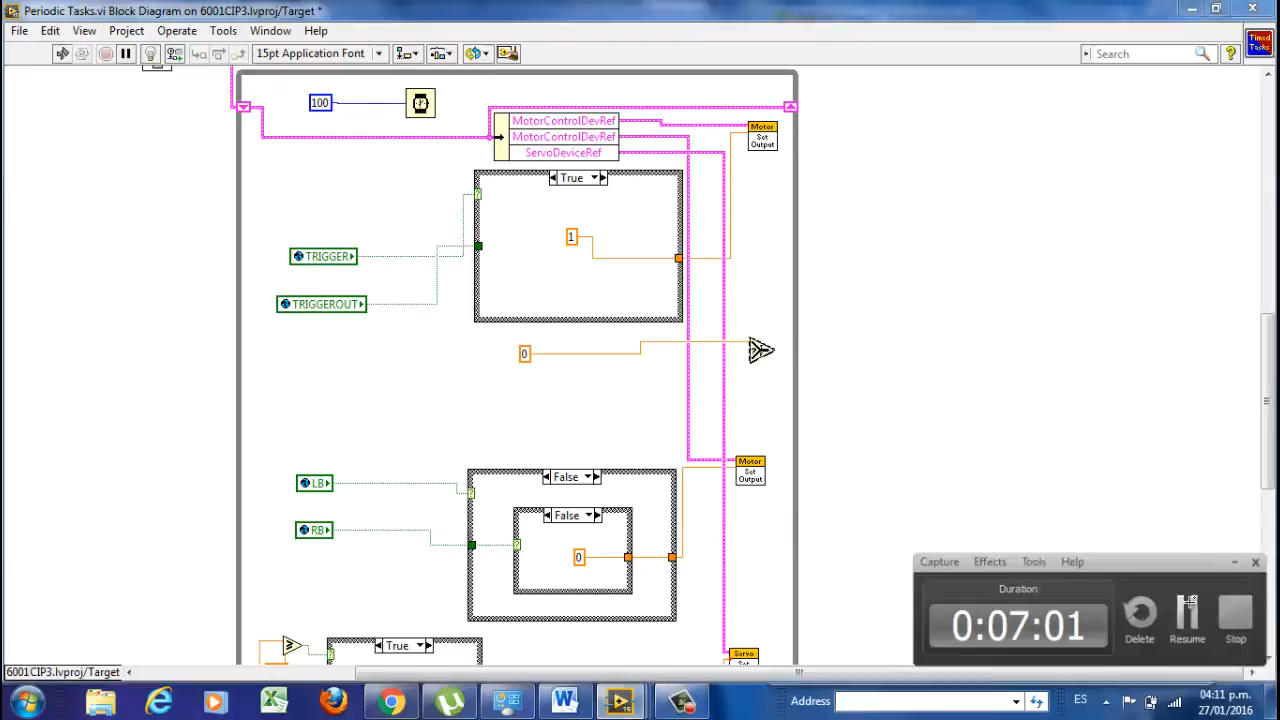 Periodic Tasks.vi Block Diagram on 6001CIP3.lvproj/Target *
File Edit View Project Operate Tools Window Help
15pt Application Font
Search
Timed
Tasks
100
MotorControlDevRef
MotorControlDevRef
ServoDeviceRef
Motor
Set
Output
True
1
TRIGGER
TRIGGEROUT
0
?
LB
RB
False
False
0
Motor
Set
Output
True
Servo
Set
Capture Effects Tools Help
Duration
0:07:01
Delete Resume Stop
6001CIP3.lvproj/Target
Address
ES
04:11 p.m.
27/01/2016